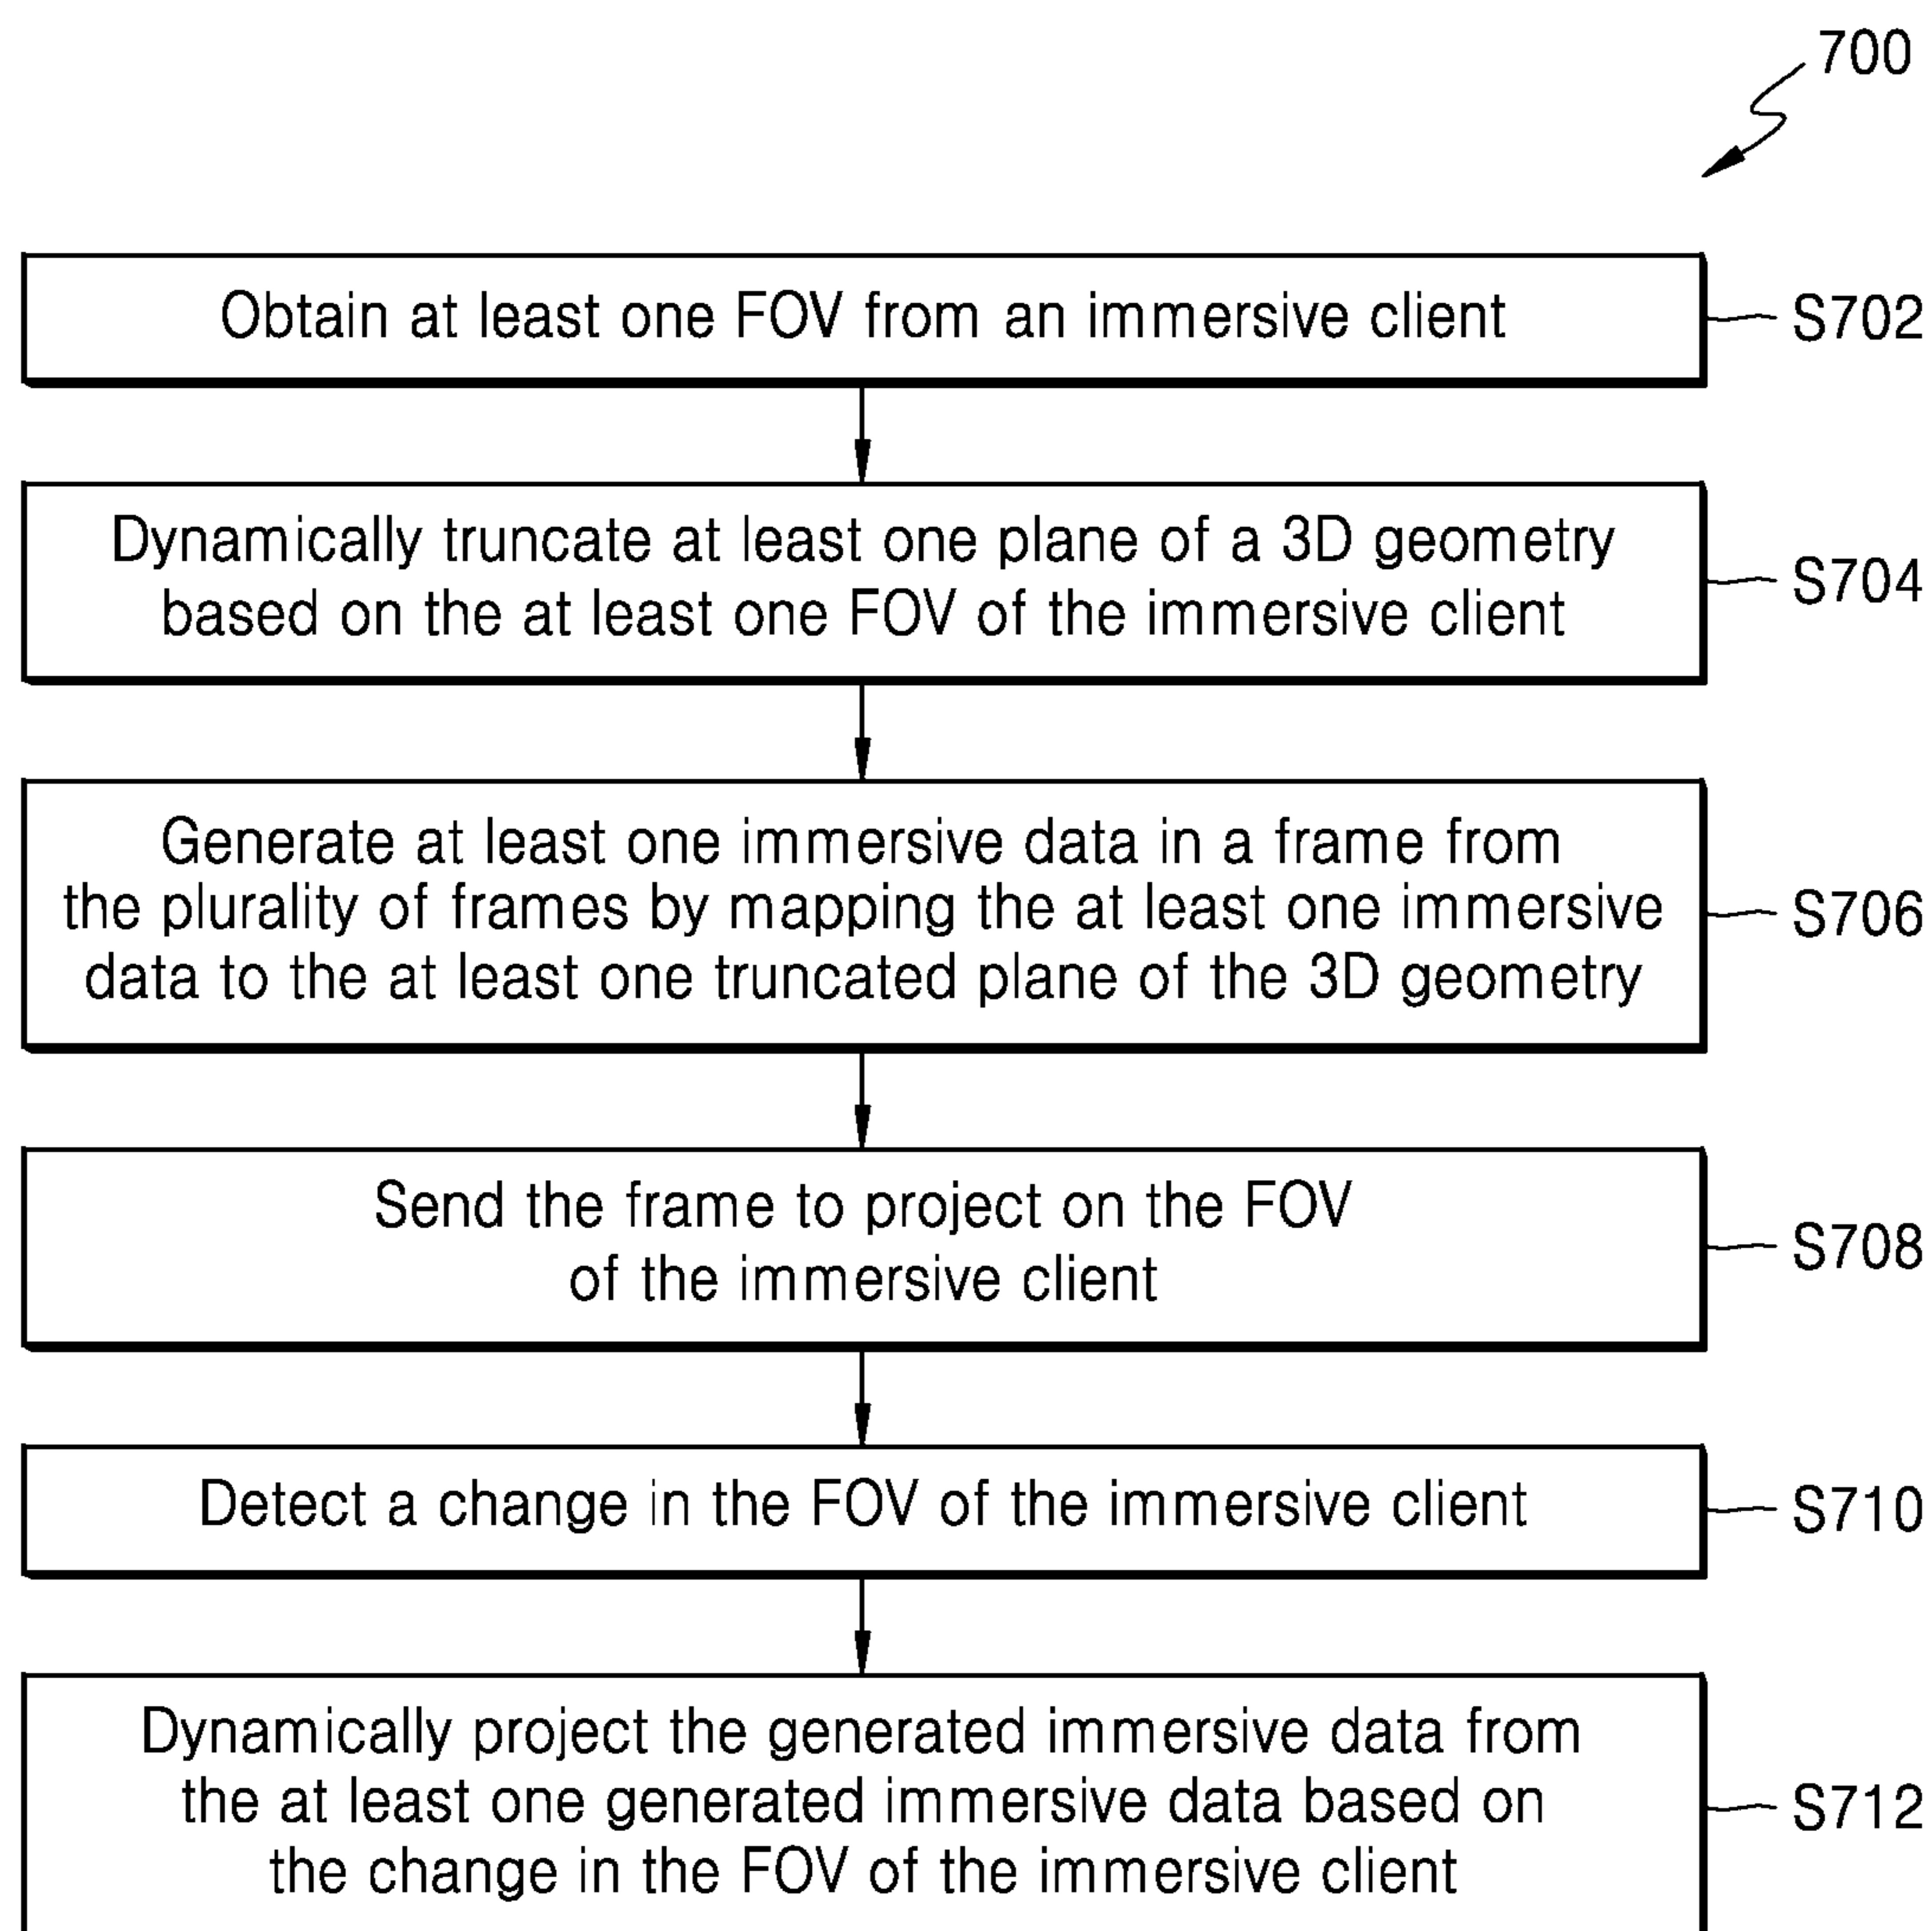 700
Obtain at least one FOV from an immersive client
S702
Dynamically truncate at least one plane of a 3D geometry
based on the at least one FOV of the immersive client
S704
Generate at least one immersive data in a frame from
the plurality of frames by mapping the at least one immersive
data to the at least one truncated plane of the 3D geometry
S706
Send the frame to project on the FOV
of the immersive client
S708
Detect a change in the FOV of the immersive client
S710
Dynamically project the generated immersive data from
the at least one generated immersive data based on
the change in the FOV of the immersive client
S712